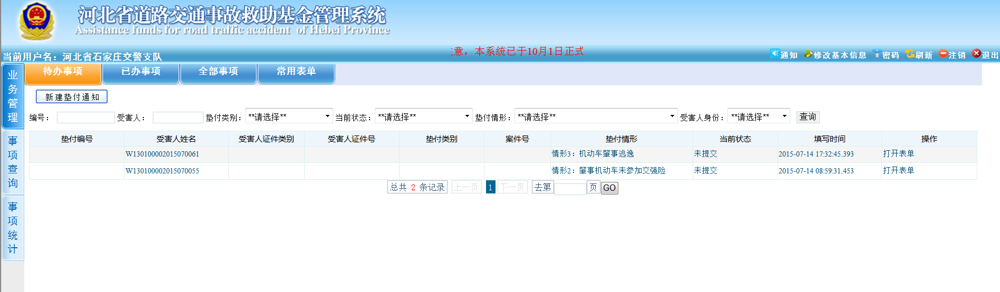 河北省道路交通事故救助基金管理系统
Assistance funds for road traffic accident of Hebei Province
当前用户名：河北省石家庄交警支队
意，本系统已于10月1日正式
通知 修改基本信息 密码 刷新 注销 退出
业务管理
事项查询
事项统计
待办事项 已办事项 全部事项 常用表单
新建垫付通知
编号： 受害人： 垫付类别： **请选择** 当前状态： **请选择** 垫付情形： **请选择** 受害人身份： **请选择** 查询
垫付编号 受害人姓名 受害人证件类别 受害人证件号 垫付类别 案件号 垫付情形 当前状态 填写时间 操作
W130100002015070061 情形3：机动车肇事逃逸 未提交 2015-07-14 17:32:45.393 打开表单
W130100002015070055 情形2：肇事机动车未参加交强险 未提交 2015-07-14 08:59:31.453 打开表单
总共 2 条记录 上一页 1 下一页 去第 页 GO